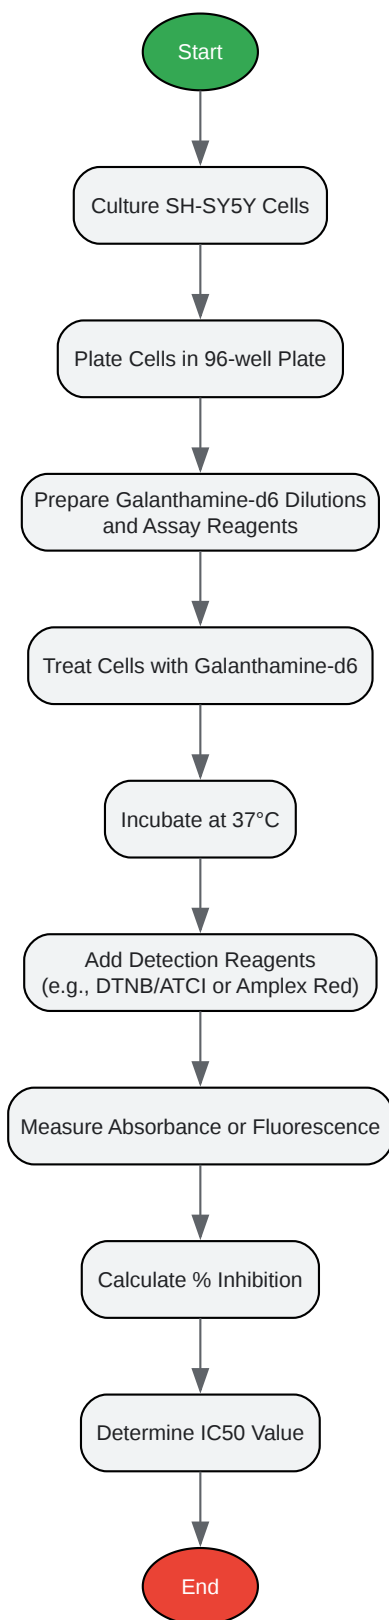 Start
Culture SH-SY5Y Cells
Plate Cells in 96-well Plate
Prepare Galanthamine-d6 Dilutions
and Assay Reagents
Treat Cells with Galanthamine-d6
Incubate at 37°C
Add Detection Reagents
(e.g., DTNB/ATCI or Amplex Red)
Measure Absorbance or Fluorescence
Calculate % Inhibition
Determine IC50 Value
End